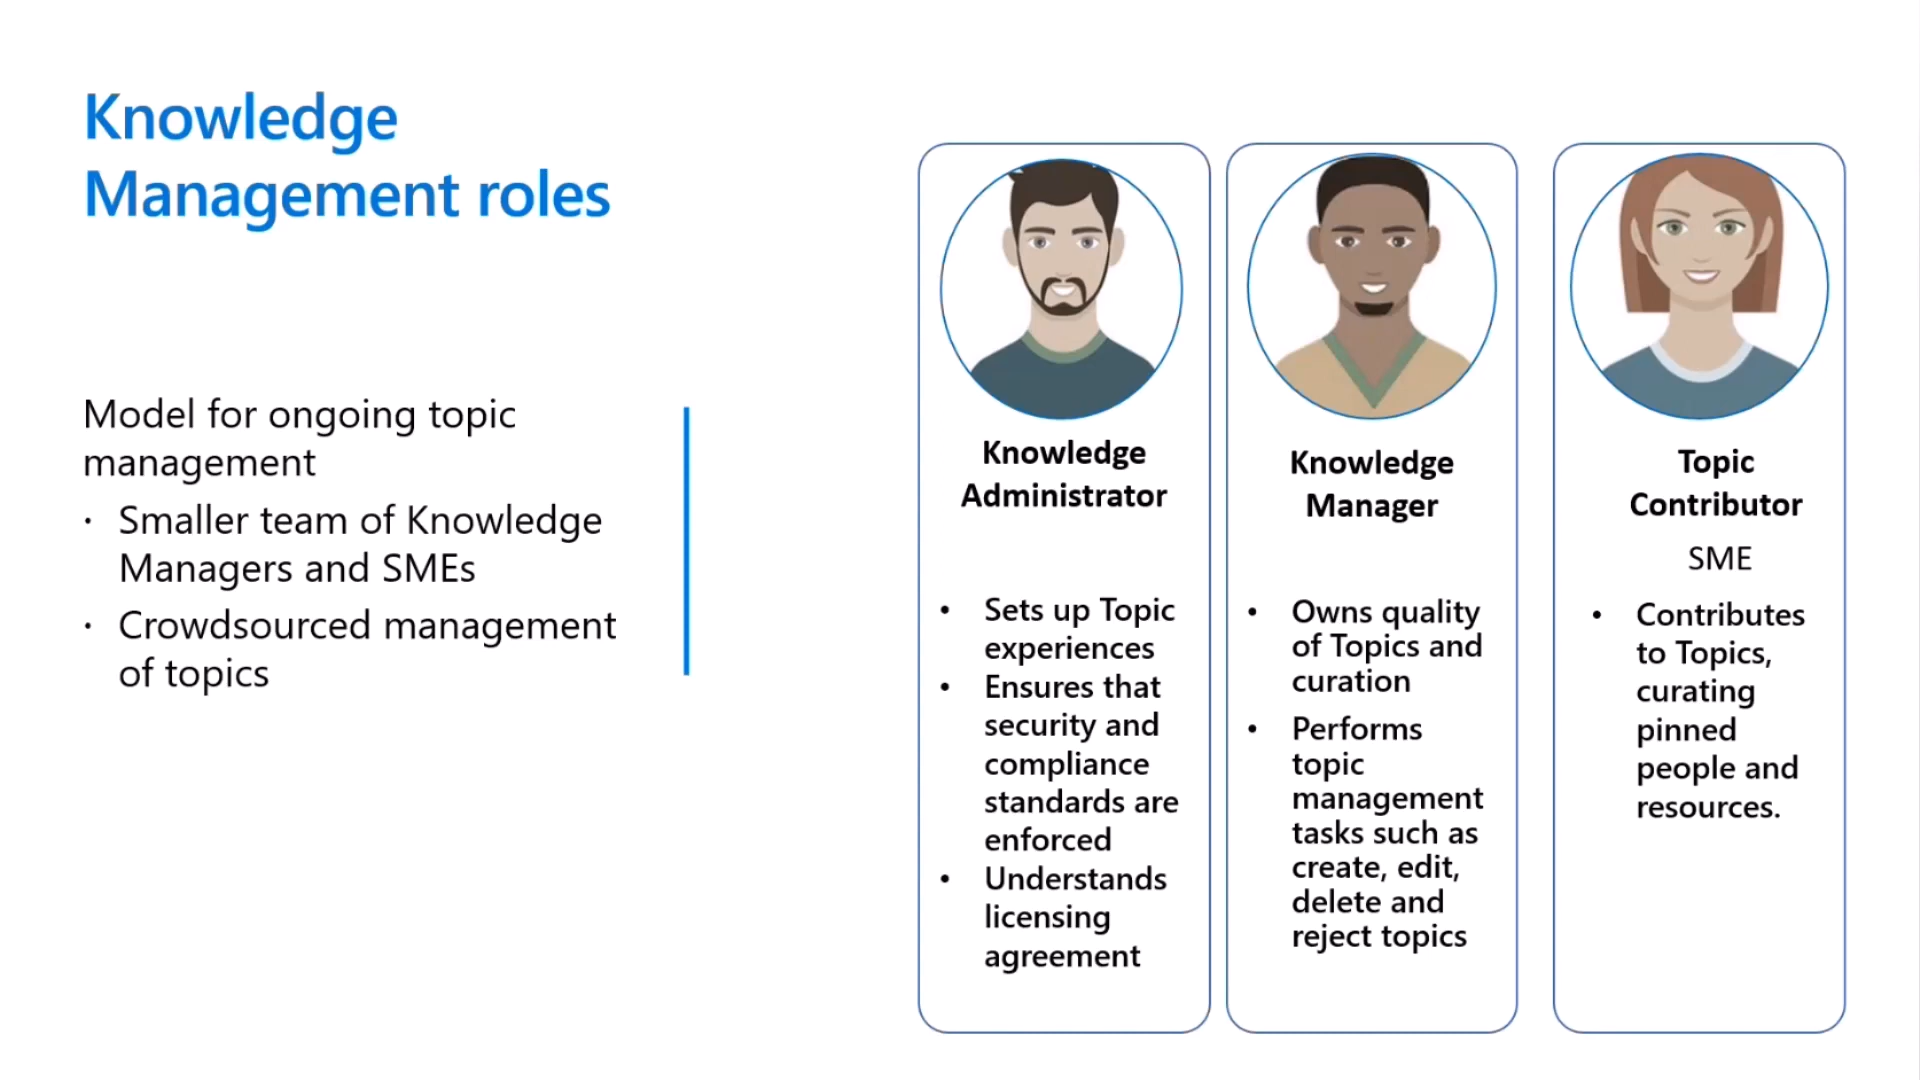 Knowledge
Management roles
Model for ongoing topic
management
· Smaller team of Knowledge
Managers and SMEs
· Crowdsourced management
of topics
Knowledge
Administrator
• Sets up Topic
experiences
• Ensures that
security and
compliance
standards are
enforced
• Understands
licensing
agreement
Knowledge
Manager
• Owns quality
of Topics and
curation
• Performs
topic
management
tasks such as
create, edit,
delete and
reject topics
Topic
Contributor
SME
• Contributes
to Topics,
curating
pinned
people and
resources.